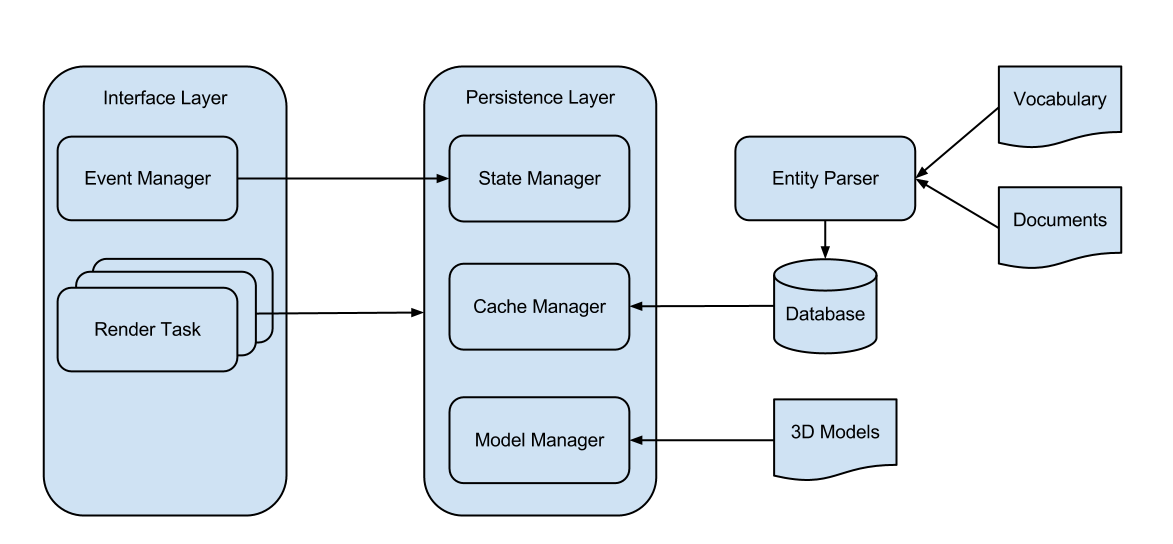 Interface Layer
Event Manager
Render Task
Persistence Layer
State Manager
Cache Manager
Model Manager
Entity Parser
Database
3D Models
Vocabulary
Documents